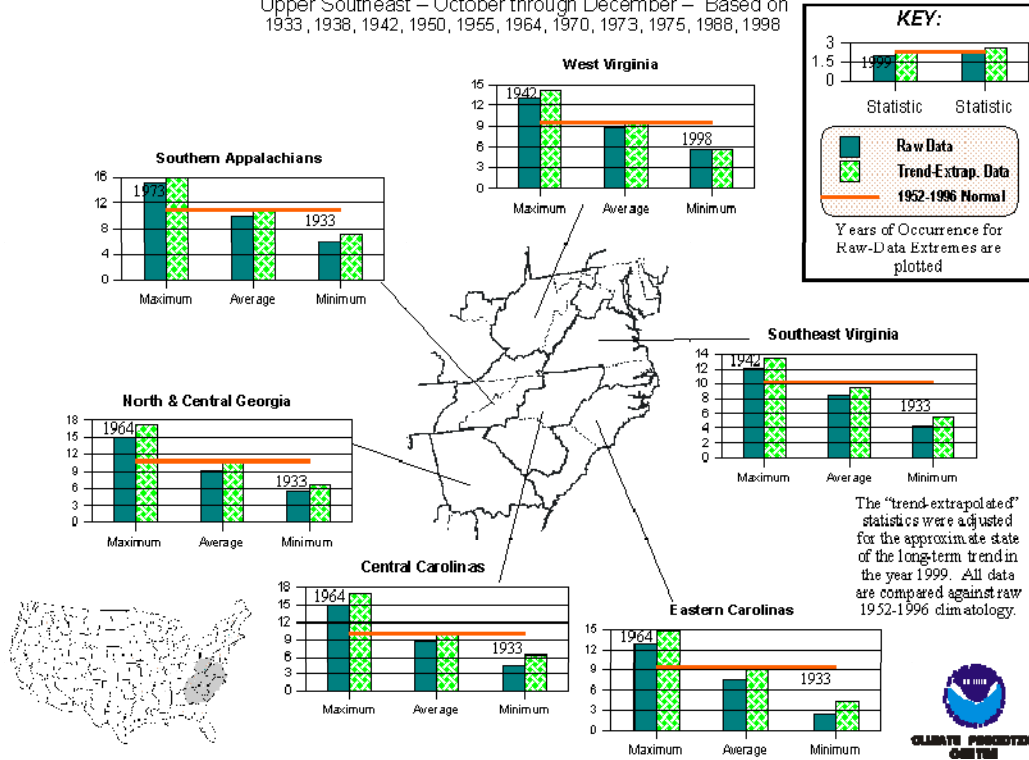 Upper Southeast – October through December – Based on
1933, 1938, 1942, 1950, 1955, 1964, 1970, 1973, 1975, 1988, 1998
KEY:
3
1.5
0
1999
Statistic Statistic
Raw Data
Trend-Extrap. Data
1952-1996 Normal
Years of Occurrence for
Raw-Data Extremes are
plotted
West Virginia
15
12
9
6
3
0
1942
1998
Maximum Average Minimum
Southern Appalachians
16
12
8
4
0
1973
1933
Maximum Average Minimum
Southeast Virginia
14
12
10
8
6
4
2
0
1942
1933
Maximum Average Minimum
North & Central Georgia
18
15
12
9
6
3
0
1964
1933
Maximum Average Minimum
The "trend-extrapolated"
statistics were adjusted
for the approximate state
of the long-term trend in
the year 1999. All data
are compared against raw
1952-1996 climatology.
Central Carolinas
18
15
12
9
6
3
0
1964
1933
Maximum Average Minimum
Eastern Carolinas
15
12
9
6
3
0
1964
1933
Maximum Average Minimum
CLIMATE PREDICTION
CENTER